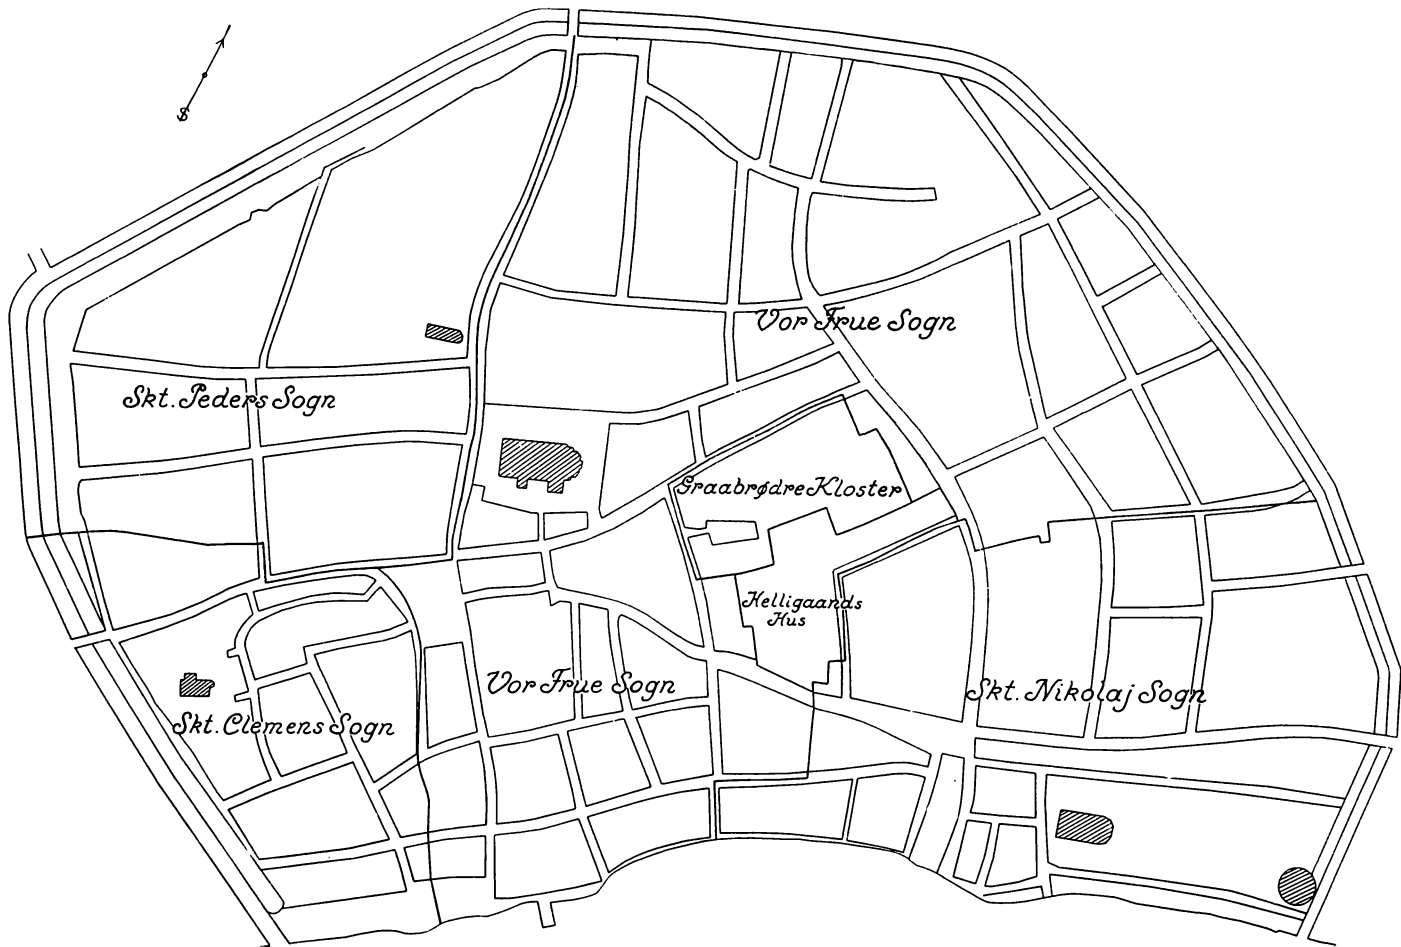 S
Vor Frue Sogn
Skt. Peders Sogn
Graabrødre Kloster
Helligaands
Hus
Vor Frue Sogn
Skt. Nikolaj Sogn
Skt. Clemens Sogn